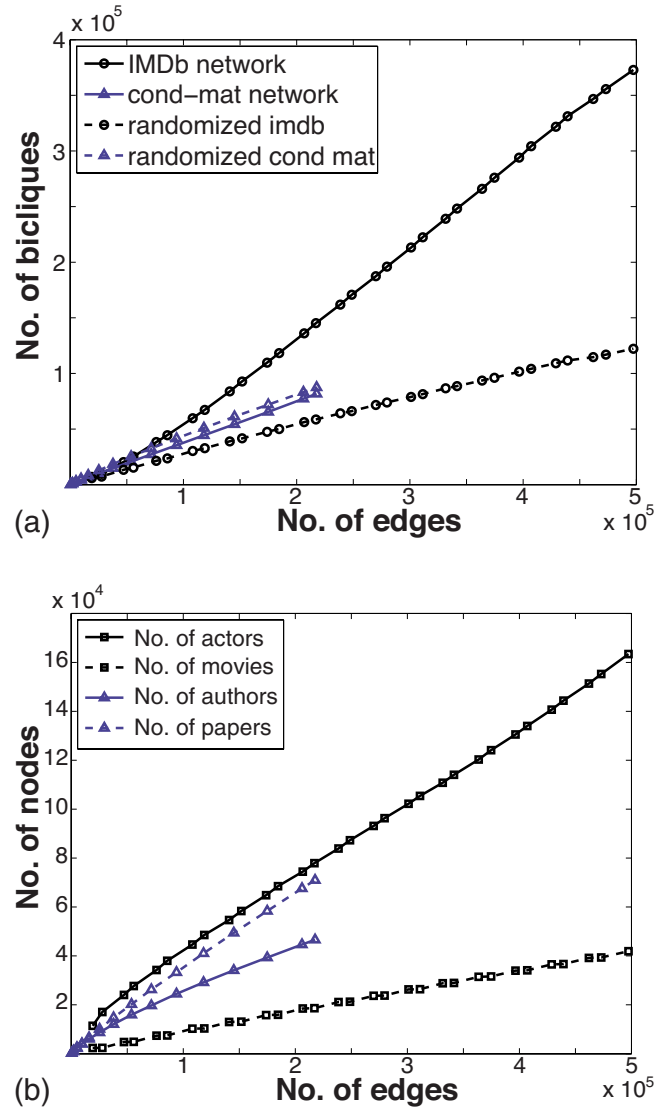 x 10^5
4
3
2
1
No. of bicliques
IMDb network
cond-mat network
randomized imdb
randomized cond mat
1 2 3 4 5
x 10^5
No. of edges
(a)
x 10^4
16
14
12
10
8
6
4
2
No. of nodes
No. of actors
No. of movies
No. of authors
No. of papers
1 2 3 4 5
x 10^5
No. of edges
(b)